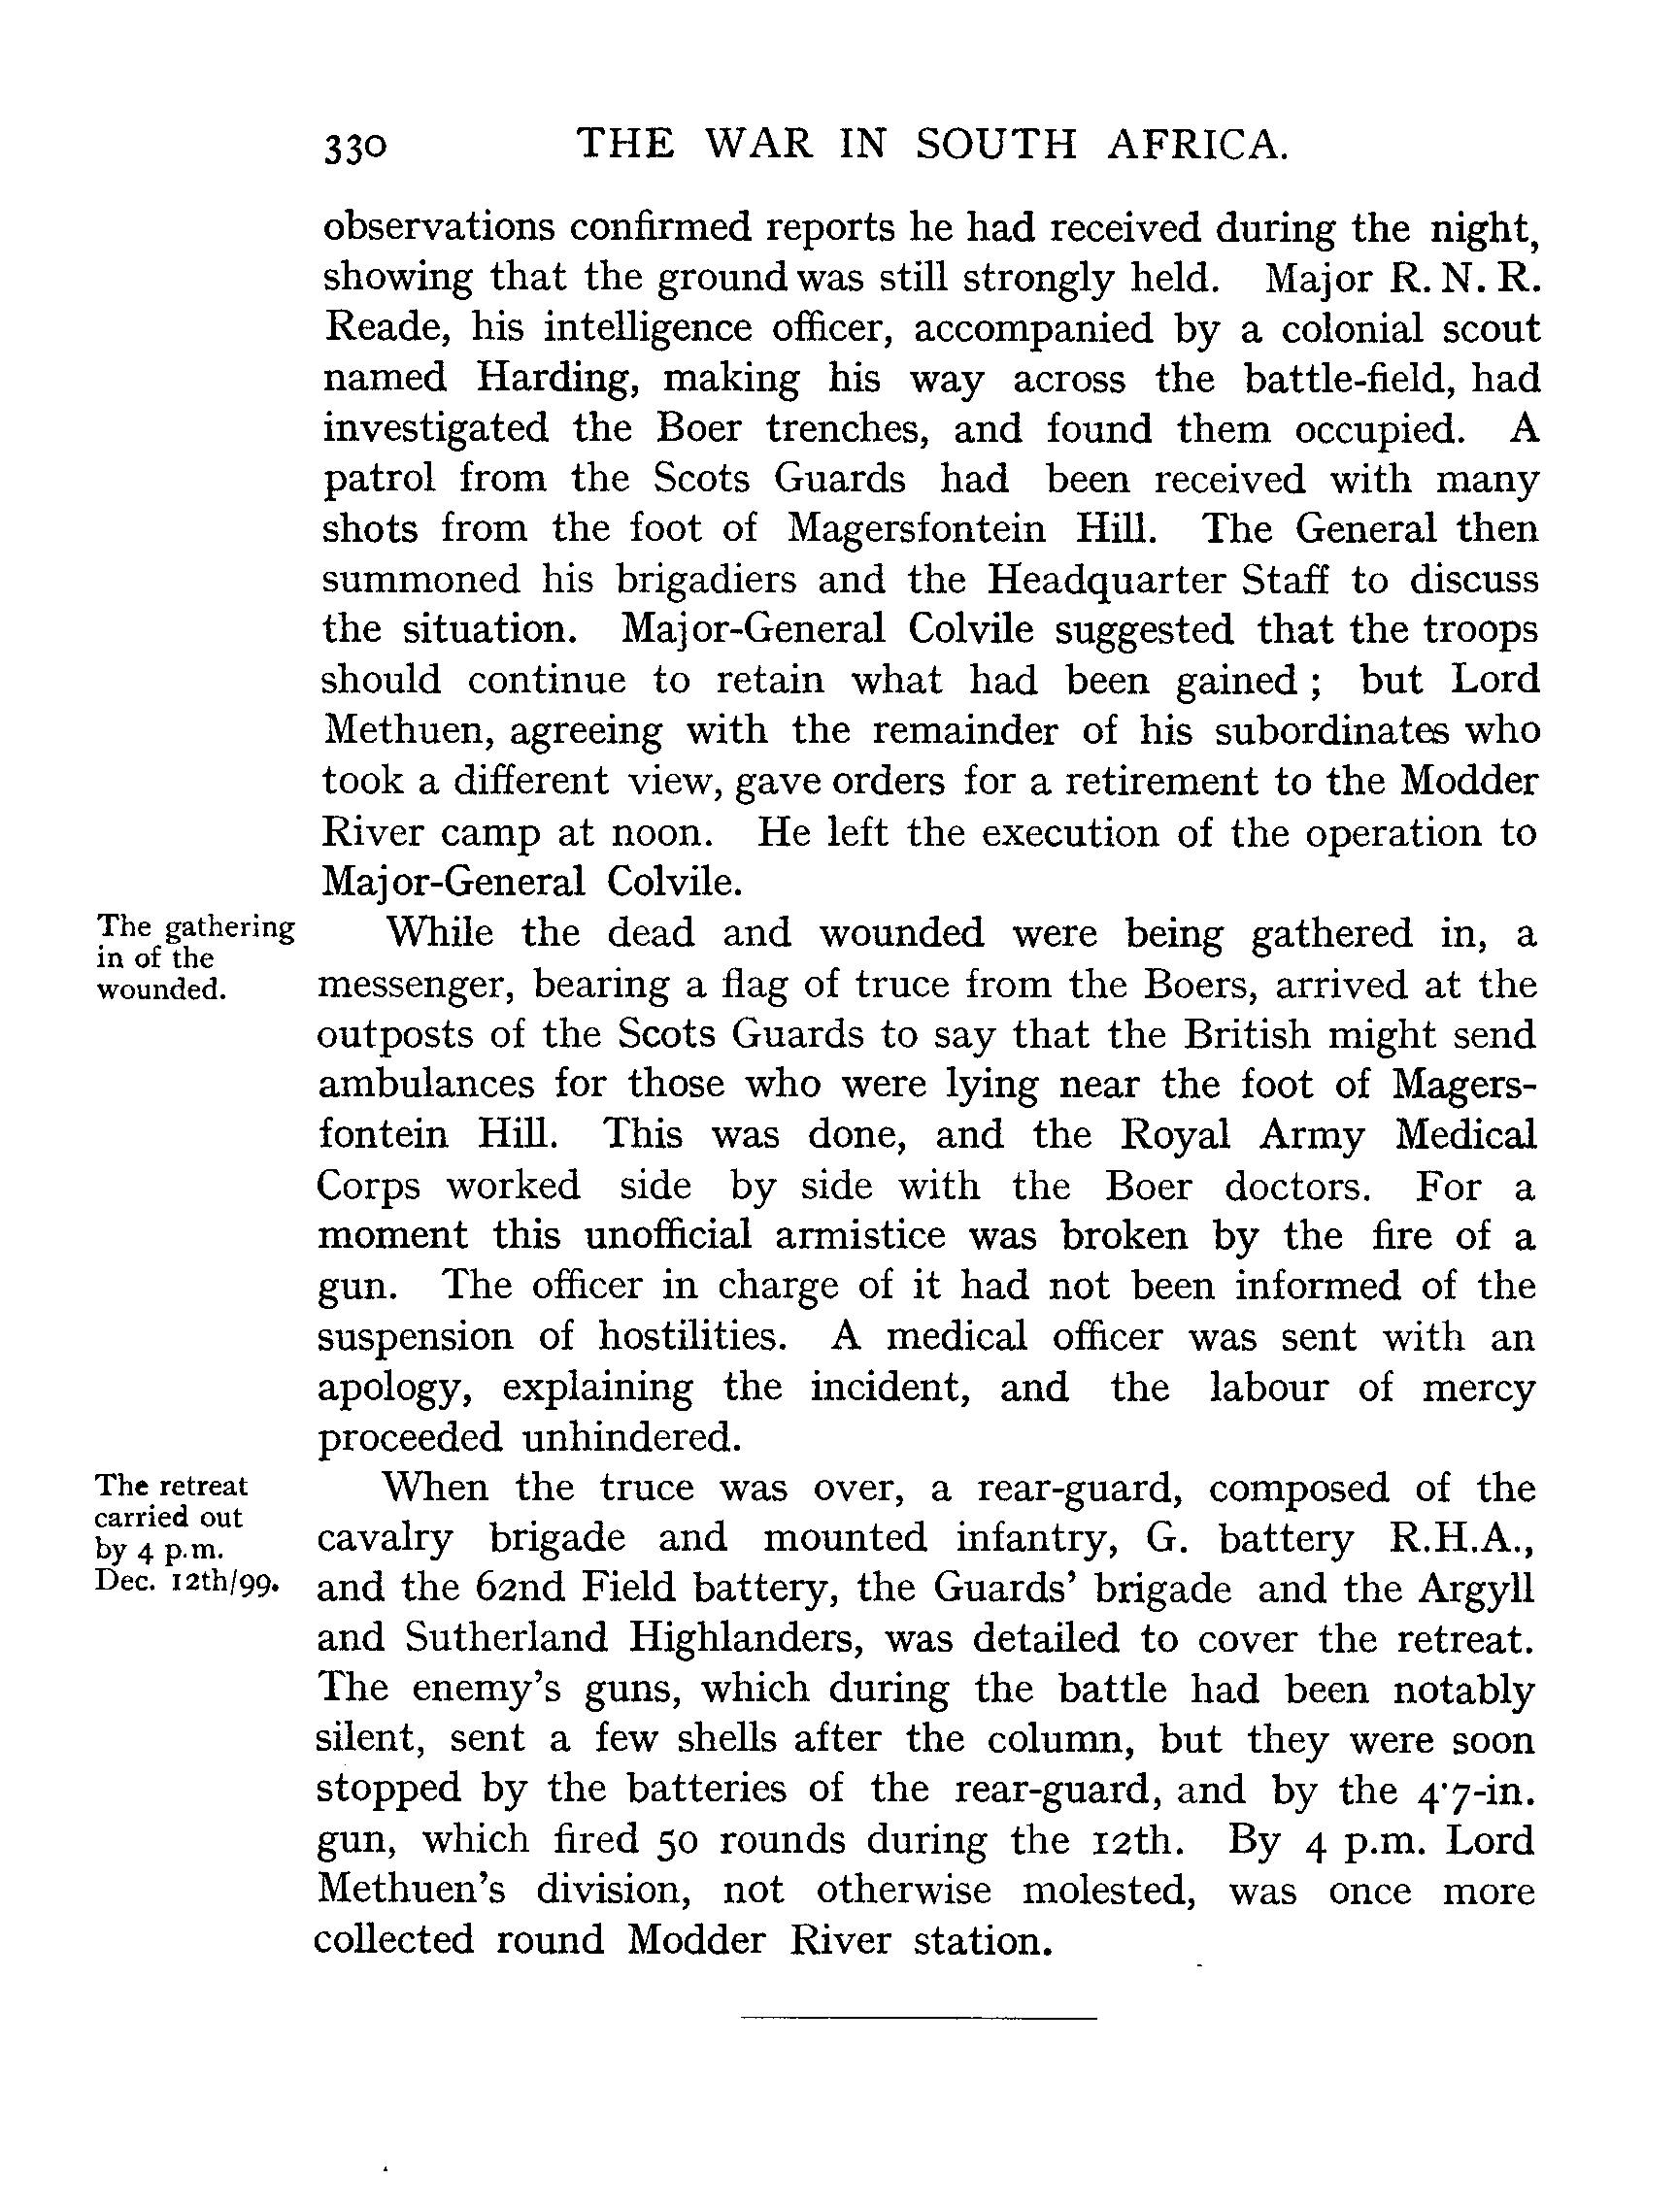 330 THE WAR IN SOUTH AFRICA.
observations confirmed reports he had received during the night,
showing that the ground was still strongly held. Major R. N. R.
Reade, his intelligence officer, accompanied by a colonial scout
named Harding, making his way across the battle-field, had
investigated the Boer trenches, and found them occupied. A
patrol from the Scots Guards had been received with many
shots from the foot of Magersfontein Hill. The General then
summoned his brigadiers and the Headquarter Staff to discuss
the situation. Major-General Colvile suggested that the troops
should continue to retain what had been gained ; but Lord
Methuen, agreeing with the remainder of his subordinates who
took a different view, gave orders for a retirement to the Modder
River camp at noon. He left the execution of the operation to
Major-General Colvile.
The gathering
in of the
wounded.
While the dead and wounded were being gathered in, a
messenger, bearing a flag of truce from the Boers, arrived at the
outposts of the Scots Guards to say that the British might send
ambulances for those who were lying near the foot of Magers-
fontein Hill. This was done, and the Royal Army Medical
Corps worked side by side with the Boer doctors. For a
moment this unofficial armistice was broken by the fire of a
gun. The officer in charge of it had not been informed of the
suspension of hostilities. A medical officer was sent with an
apology, explaining the incident, and the labour of mercy
proceeded unhindered.
The retreat
carried out
by 4 p.m.
Dec. 12th/99.
When the truce was over, a rear-guard, composed of the
cavalry brigade and mounted infantry, G. battery R.H.A.,
and the 62nd Field battery, the Guards' brigade and the Argyll
and Sutherland Highlanders, was detailed to cover the retreat.
The enemy's guns, which during the battle had been notably
silent, sent a few shells after the column, but they were soon
stopped by the batteries of the rear-guard, and by the 4·7-in.
gun, which fired 50 rounds during the 12th. By 4 p.m. Lord
Methuen's division, not otherwise molested, was once more
collected round Modder River station.